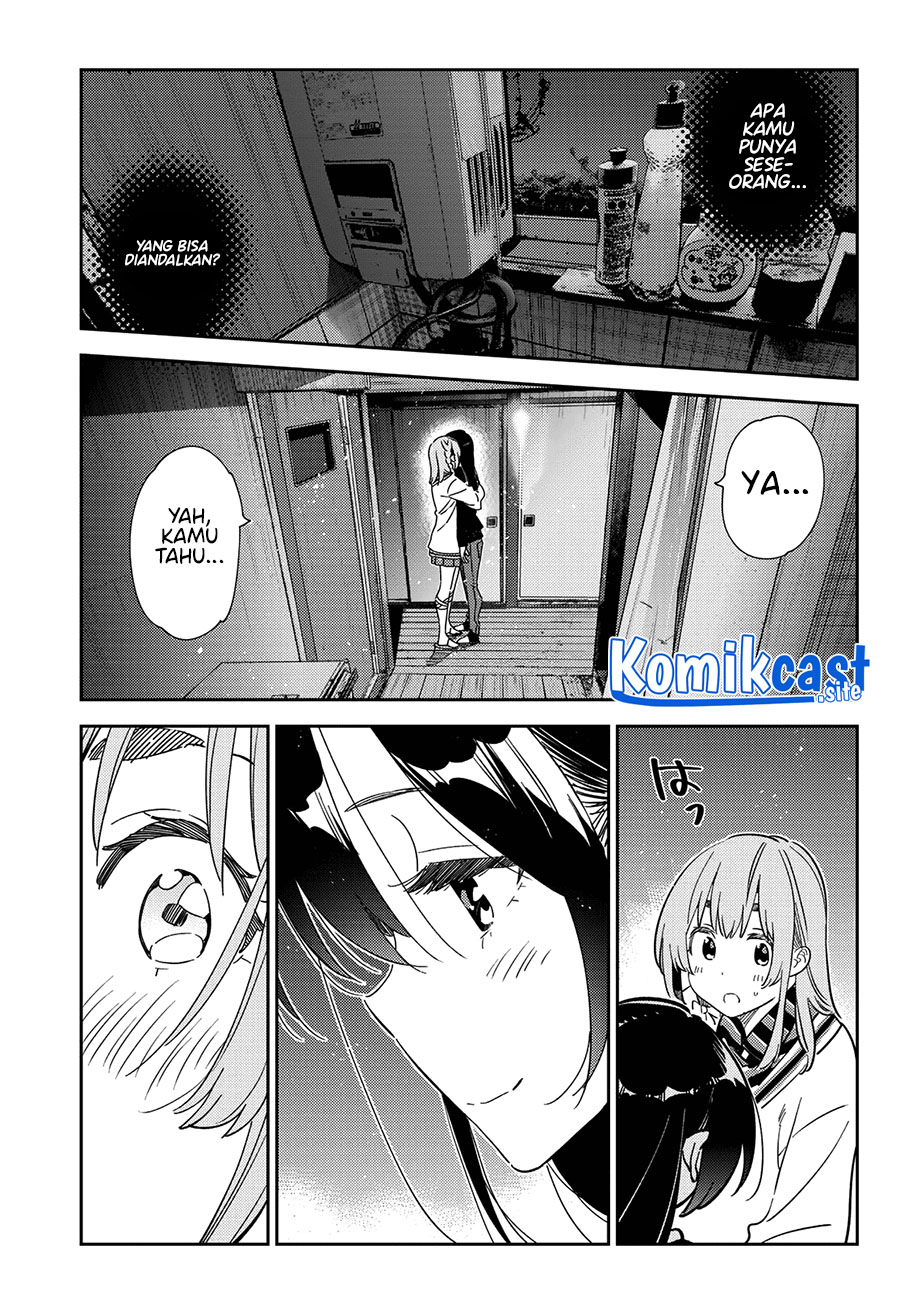 APA
KAMU
PUNYA
SESE-
ORANG...
YANG BISA
DIANDALKAN?
YA...
YAH,
KAMU
TAHU...
Komikcast
.site
はっ